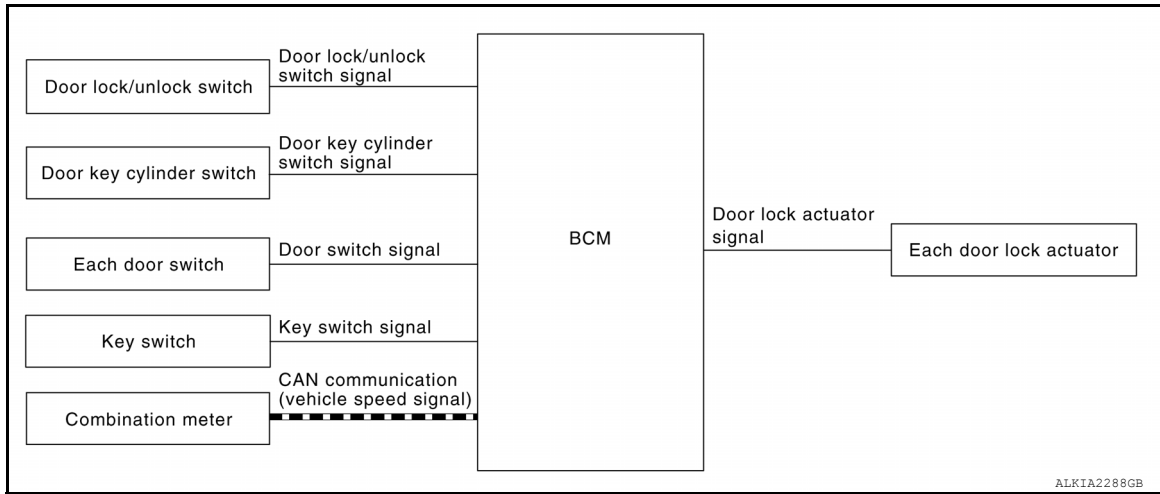 Door lock/unlock
switch signal
Door lock/unlock switch
Door key cylinder
switch signal
Door key cylinder switch
Door switch signal
Each door switch
Key switch signal
Key switch
CAN communication
(vehicle speed signal)
Combination meter
BCM
Door lock actuator
signal
Each door lock actuator
ALKIA2288GB